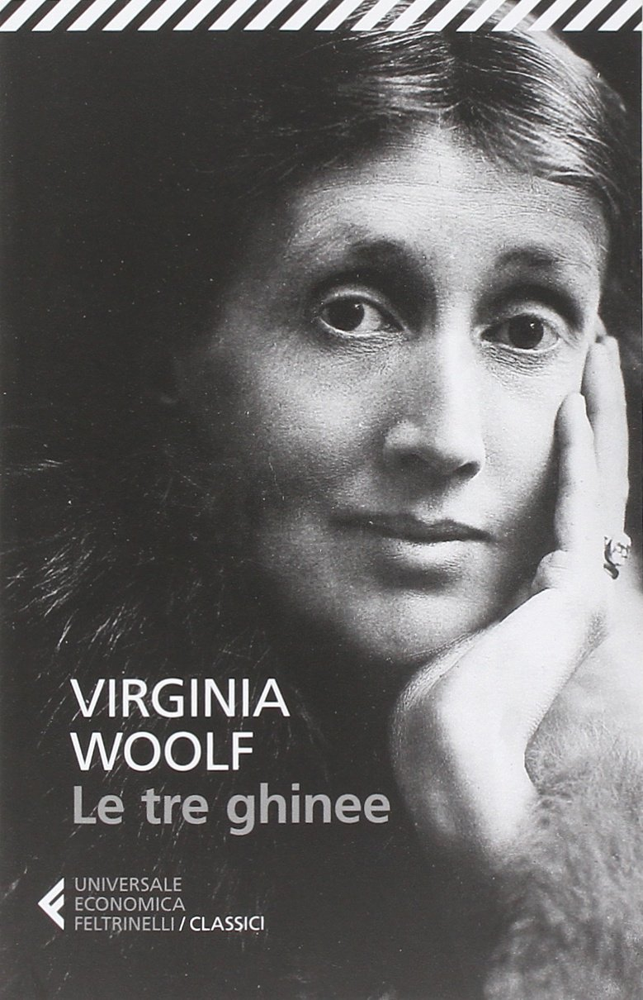 VIRGINIA
WOOLF
Le tre ghinee
UNIVERSALE
ECONOMICA
FELTRINELLI / CLASSICI